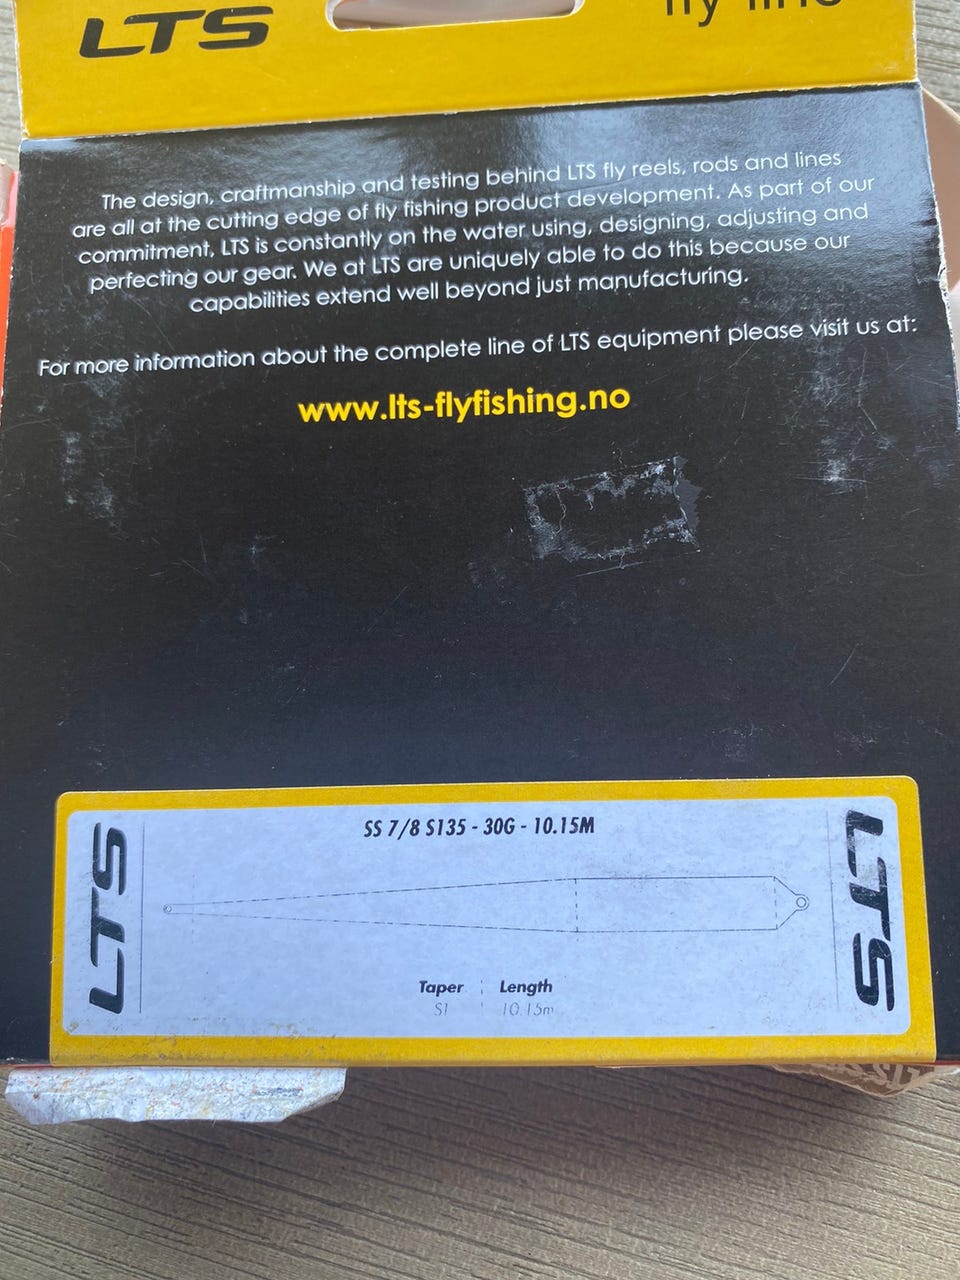 LTS
fly line
The design, craftmanship and testing behind LTS fly reels, rods and lines
are all at the cutting edge of fly fishing product development. As part of our
commitment, LTS is constantly on the water using, designing, adjusting and
perfecting our gear. We at LTS are uniquely able to do this because our
capabilities extend well beyond just manufacturing.
For more information about the complete line of LTS equipment please visit us at:
www.lts-flyfishing.no
LTS
SS 7/8 S135 - 30G - 10.15M
LTS
Taper Length
S1 10.15m